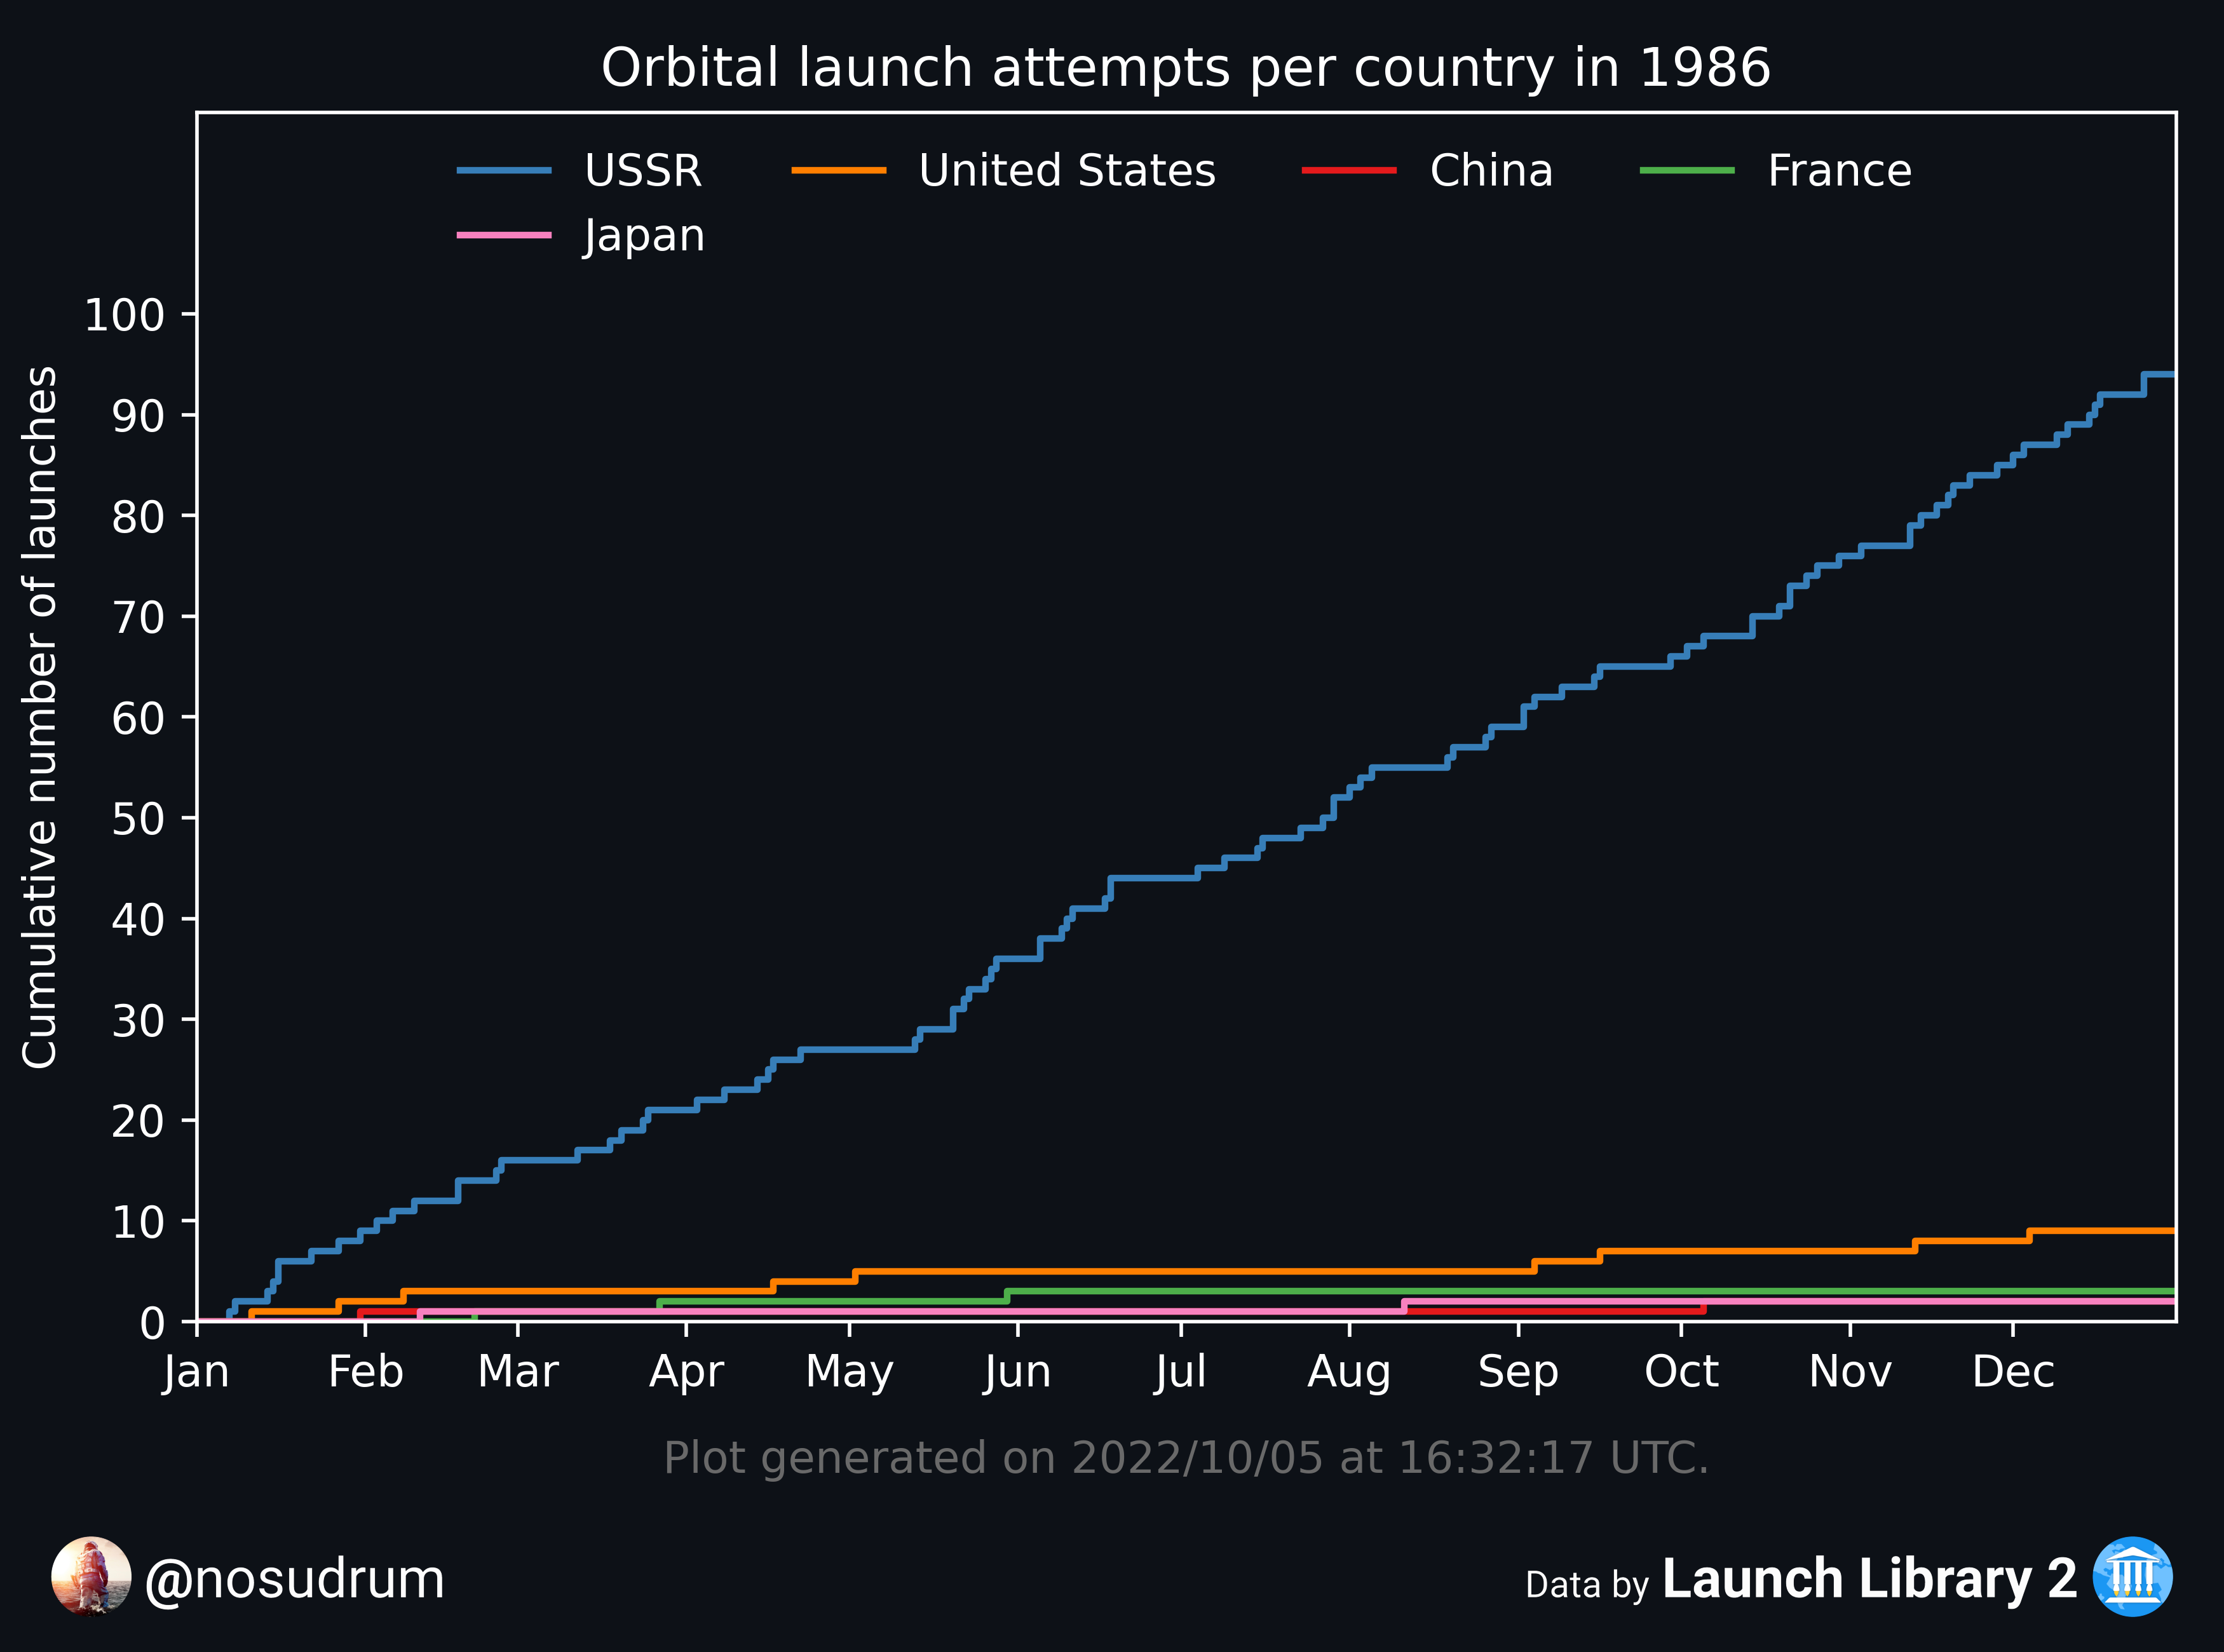 Orbital launch attempts per country in 1986
USSR United States China France
Japan
Cumulative number of launches
100
90
80
70
60
50
40
30
20
10
0
Jan Feb Mar Apr May Jun Jul Aug Sep Oct Nov Dec
Plot generated on 2022/10/05 at 16:32:17 UTC.
@nosudrum
Data by Launch Library 2